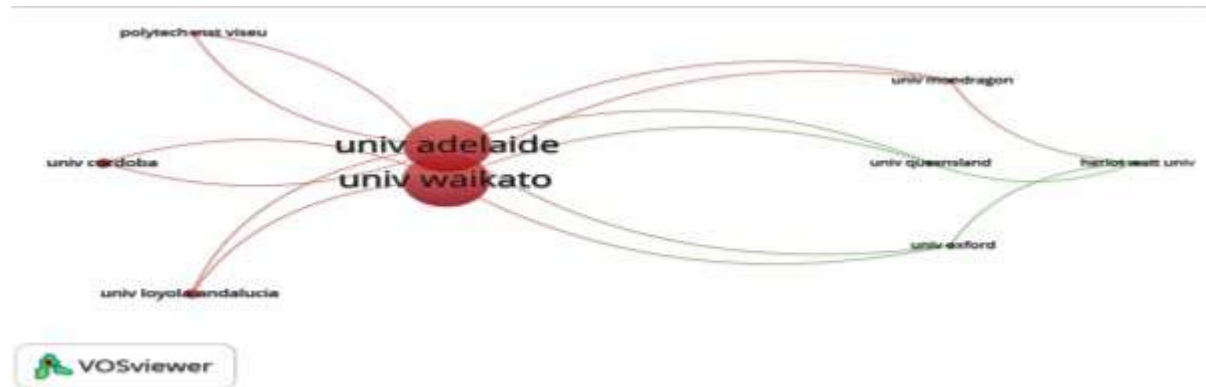 polytech inst viseu
univ mondragon
univ adelaide
univ cordoba
univ queensland
heriot watt univ
univ waikato
univ oxford
univ loyola andalucia
VOSviewer